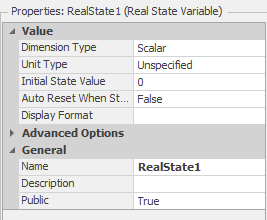 Properties: RealState1 (Real State Variable)
Value
Dimension Type Scalar
Unit Type Unspecified
Initial State Value 0
Auto Reset When St... False
Display Format
Advanced Options
General
Name RealState1
Description
Public True